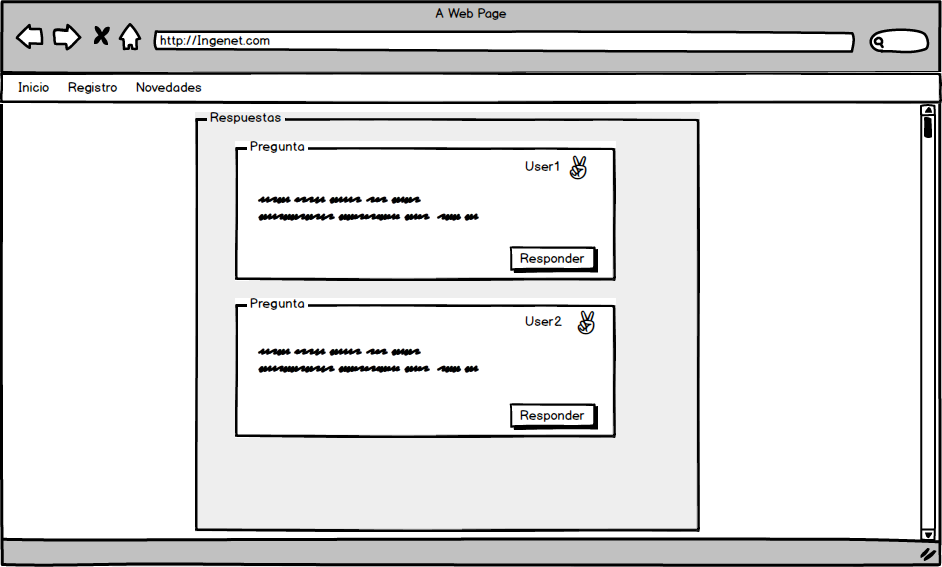 A Web Page
http://Ingenet.com
Inicio Registro Novedades
Respuestas
Pregunta
User1
Responder
Pregunta
User2
Responder